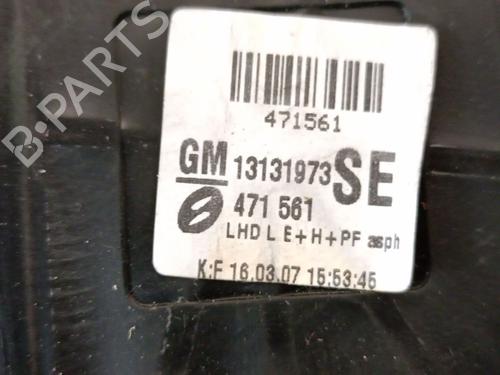 B-PARTS
471561
GM 13131973 SE
471 561
LHD L E+H+PF asph
K:F 16.03.07 15:53:45